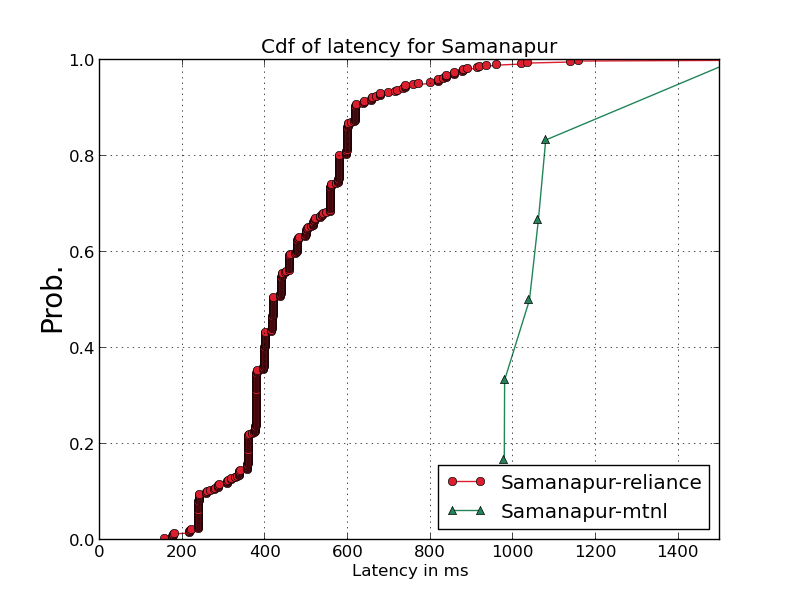 Cdf of latency for Samanapur
1.0
0.8
0.6
0.4
0.2
0.0
Prob.
Samanapur-reliance
Samanapur-mtnl
0 200 400 600 800 1000 1200 1400
Latency in ms